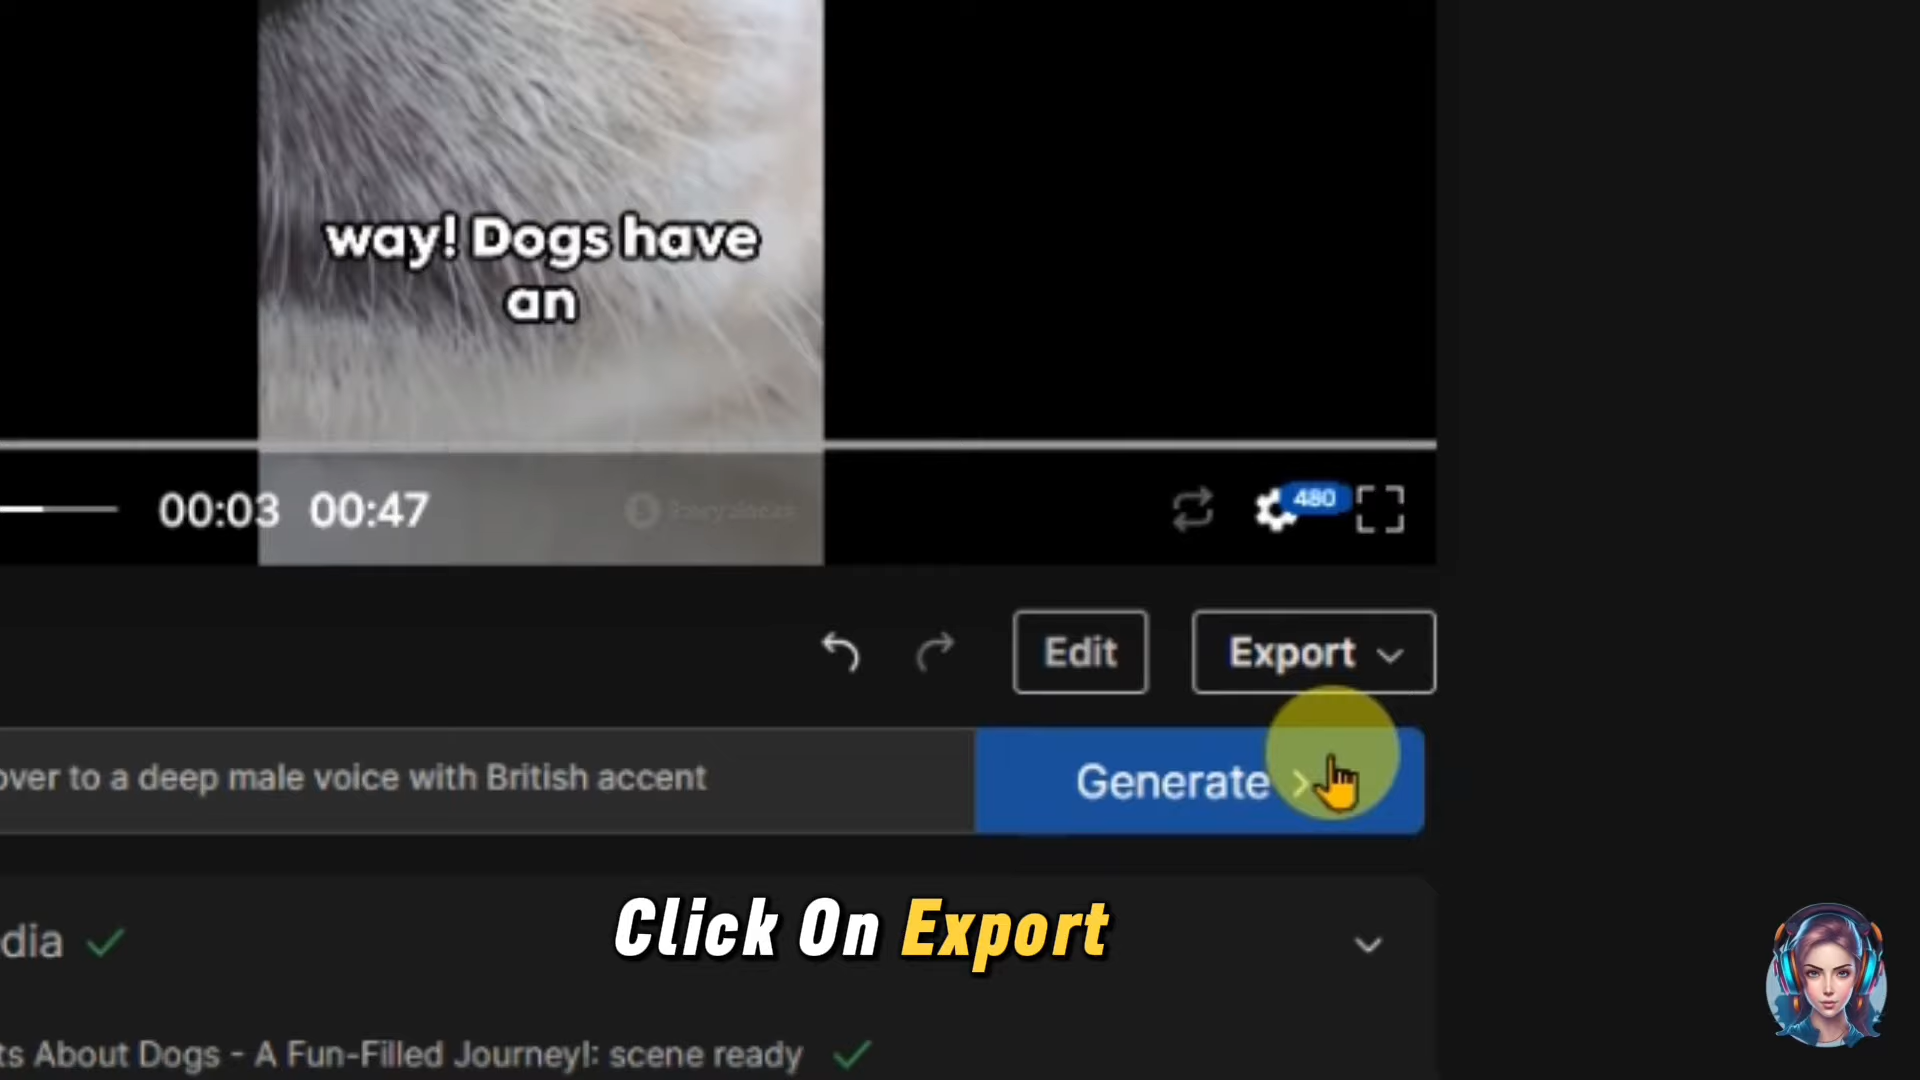 way! Dogs have
an
00:03 00:47
480
Edit
Export
over to a deep male voice with British accent
Generate
dia
Click On Export
ts About Dogs - A Fun-Filled Journey!: scene ready